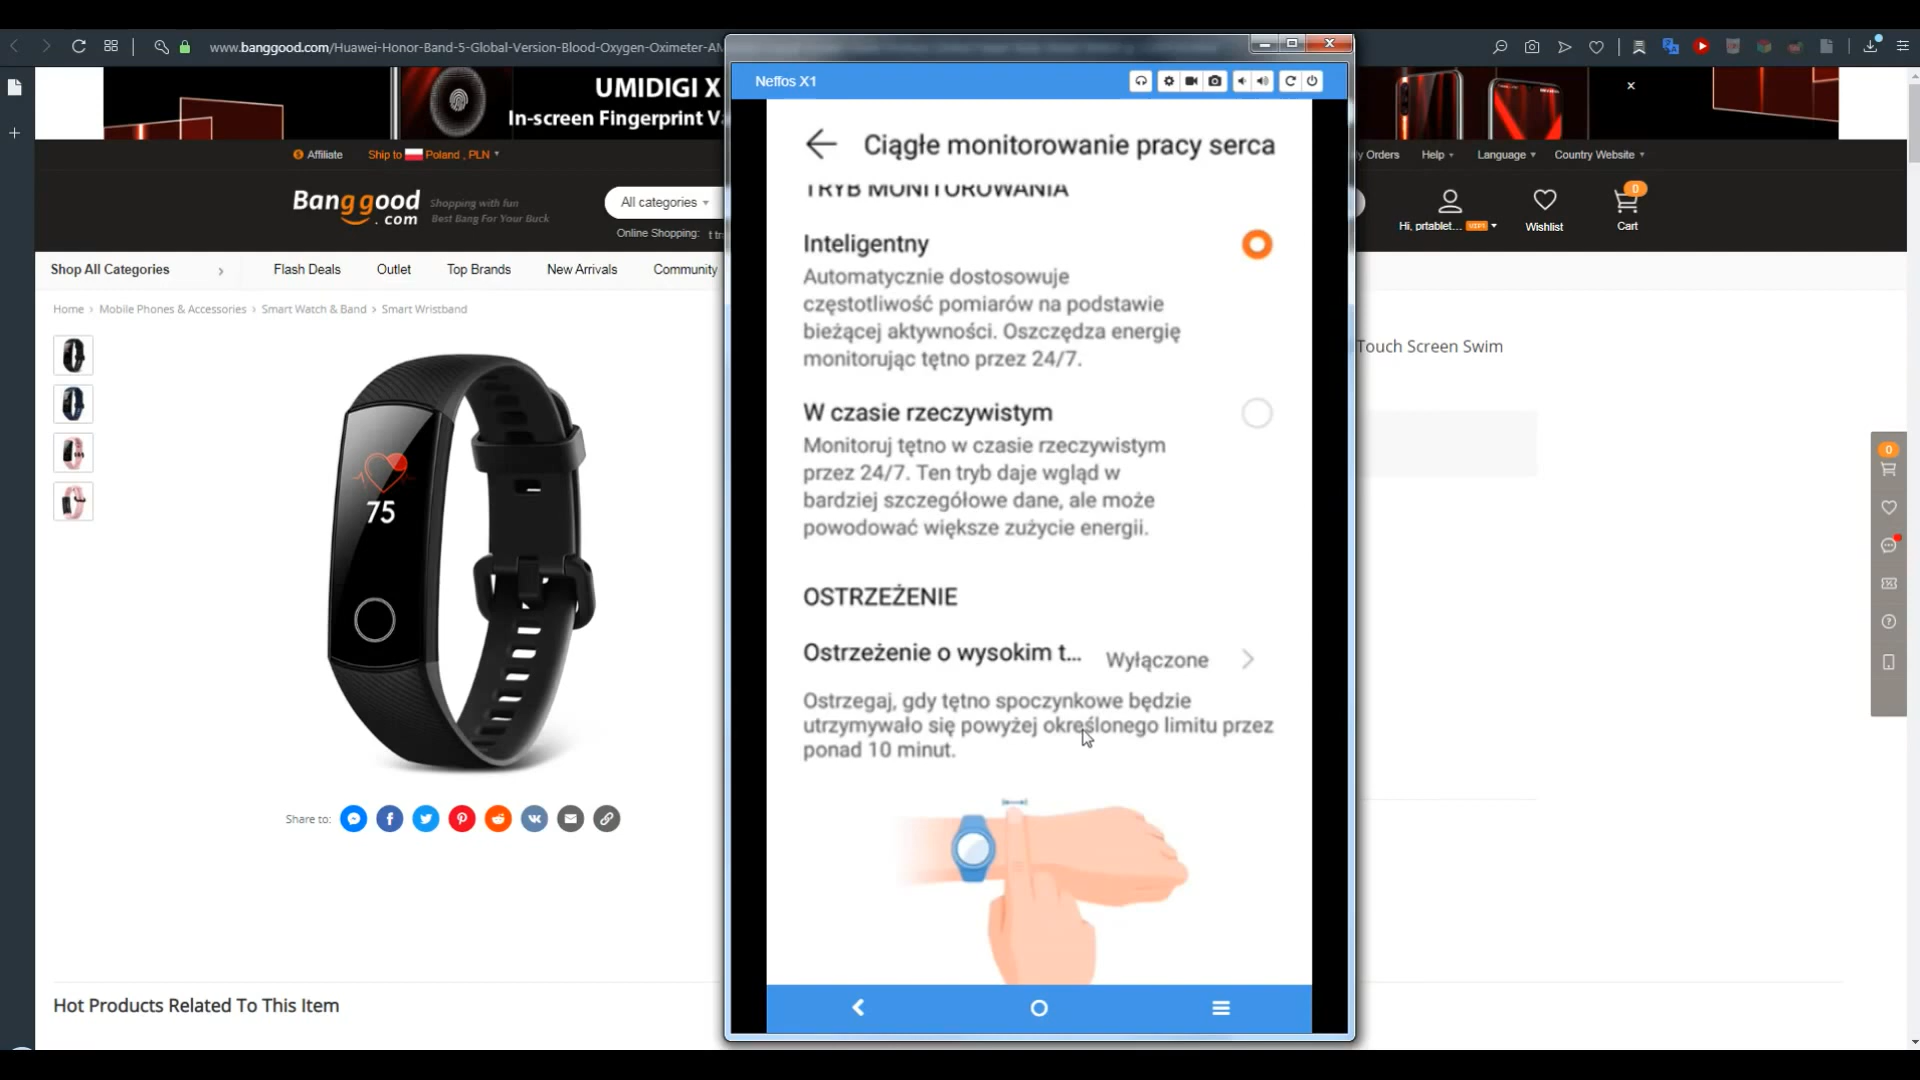 www.banggood.com/Huawei-Honor-Band-5-Global-Version-Blood-Oxygen-Oximeter-AM
UMIDIGI X
In-screen Fingerprint
Affiliate
Ship to Poland , PLN
Orders
Help
Language
Country Website
Banggood
.com
Shopping with fun
Best Bang For Your Buck
All categories
Online Shopping:
Hi, prtablet...
0
Wishlist
Cart
Shop All Categories
Flash Deals
Outlet
Top Brands
New Arrivals
Community
Home > Mobile Phones & Accessories > Smart Watch & Band > Smart Wristband
Touch Screen Swim
75
Share to:
Hot Products Related To This Item
0
Neffos X1
Ciągłe monitorowanie pracy serca
TRYB MONITOROWANIA
Inteligentny
Automatycznie dostosowuje
częstotliwość pomiarów na podstawie
bieżącej aktywności. Oszczędza energię
monitorując tętno przez 24/7.
W czasie rzeczywistym
Monitoruj tętno w czasie rzeczywistym
przez 24/7. Ten tryb daje wgląd w
bardziej szczegółowe dane, ale może
powodować większe zużycie energii.
OSTRZEŻENIE
Ostrzeżenie o wysokim t...
Wyłączone
Ostrzegaj, gdy tętno spoczynkowe będzie
utrzymywało się powyżej określonego limitu przez
ponad 10 minut.